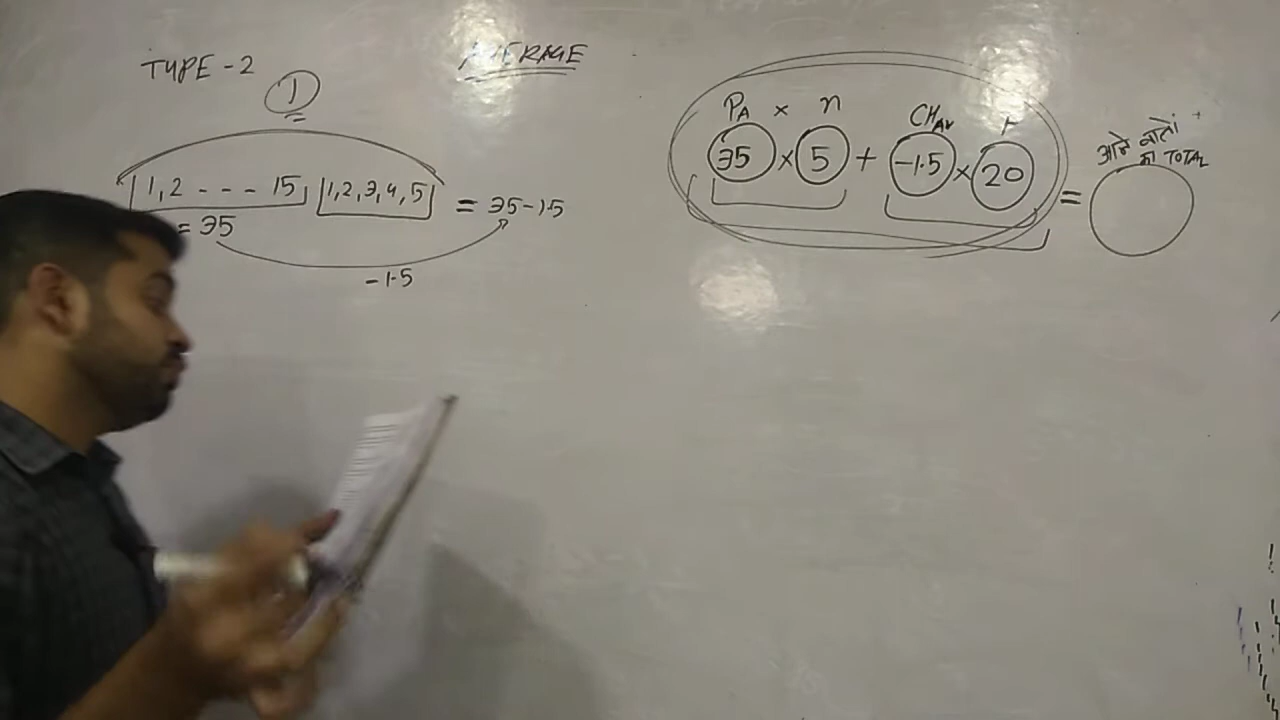 TYPE - 2
AVERAGE
1
1, 2 - - - 15 1, 2, 3, 4, 5 = 35 - 1.5
= 35
- 1.5
PA × n CHAV
35 × 5 + -1.5 × 20 =
आने वालो
का TOTAL